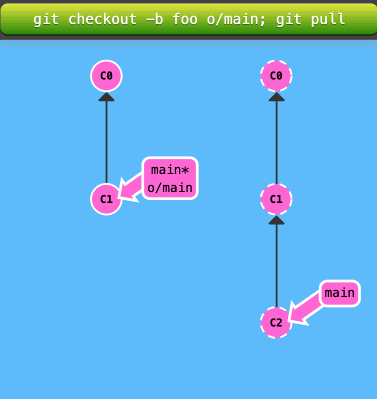 git checkout -b foo o/main; git pull
C0
C0
main*
o/main
C1
C1
main
C2